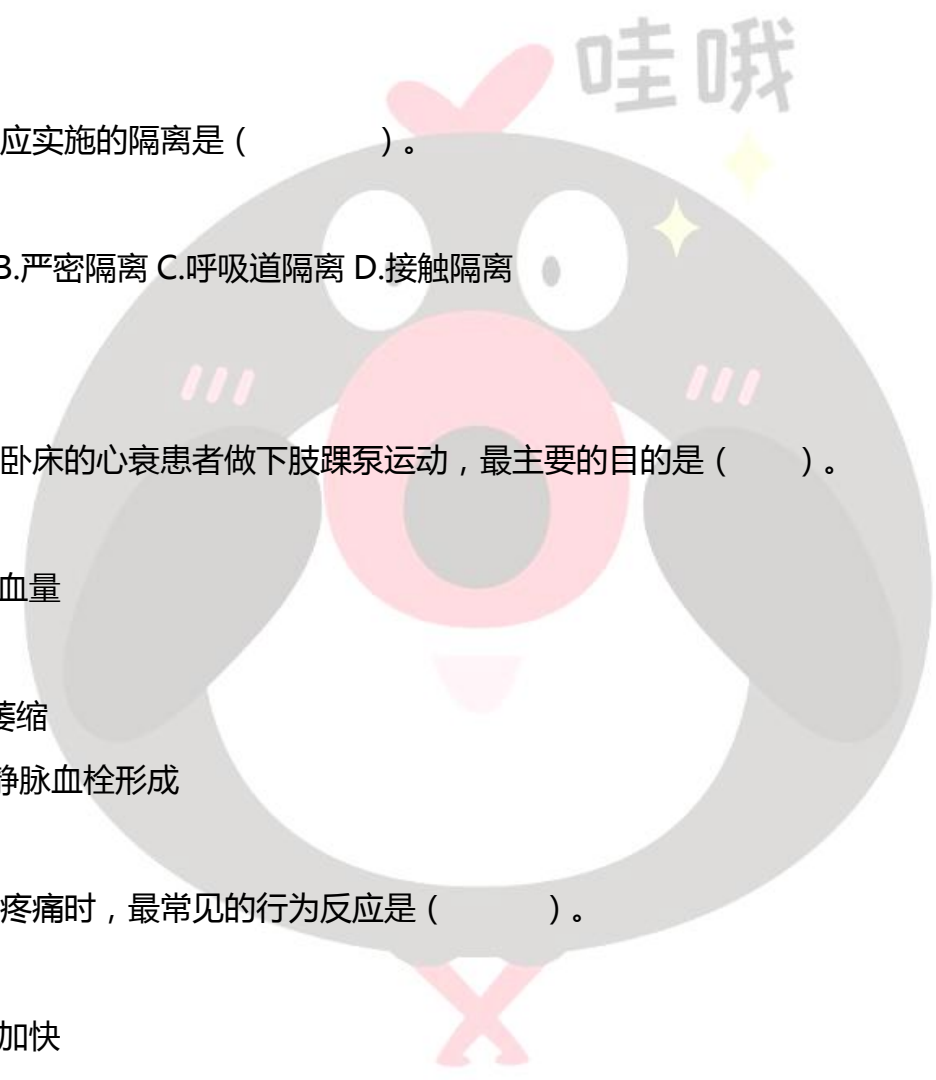 哇哦
应实施的隔离是（ ）。
B.严密隔离 C.呼吸道隔离 D.接触隔离
卧床的心衰患者做下肢踝泵运动，最主要的目的是（ ）。
血量
萎缩
静脉血栓形成
疼痛时，最常见的行为反应是（ ）。
加快